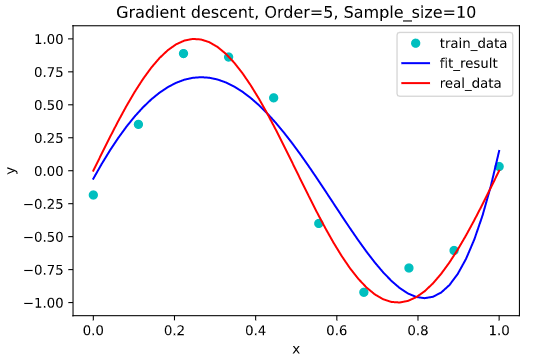 Gradient descent, Order=5, Sample_size=10
train_data
fit_result
real_data
1.00
0.75
0.50
0.25
0.00
−0.25
−0.50
−0.75
−1.00
y
0.0 0.2 0.4 0.6 0.8 1.0
x